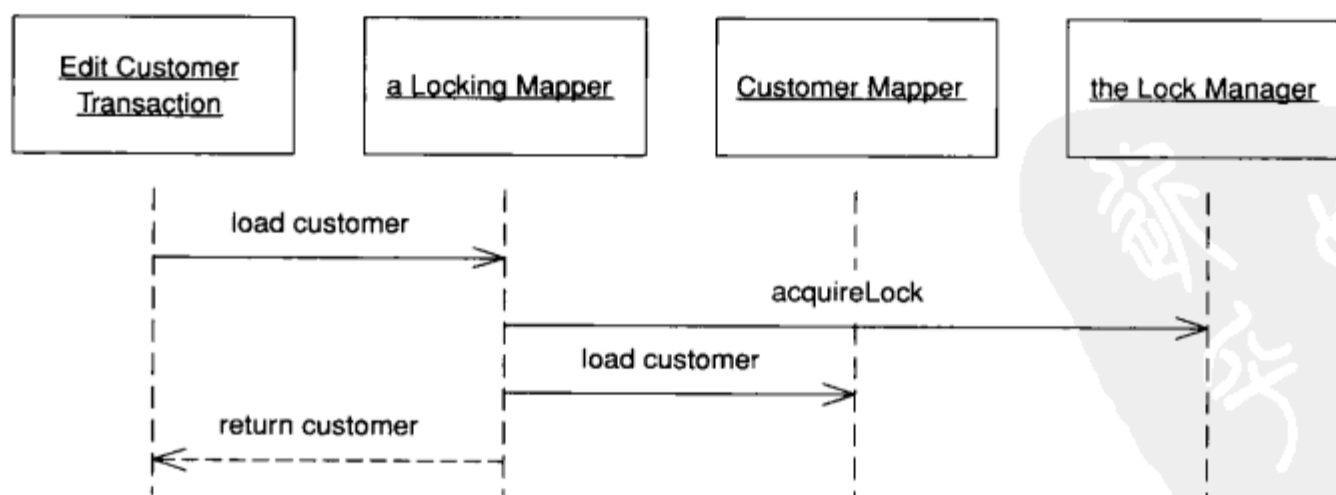 Edit Customer
Transaction
a Locking Mapper
Customer Mapper
the Lock Manager
load customer
acquireLock
load customer
return customer